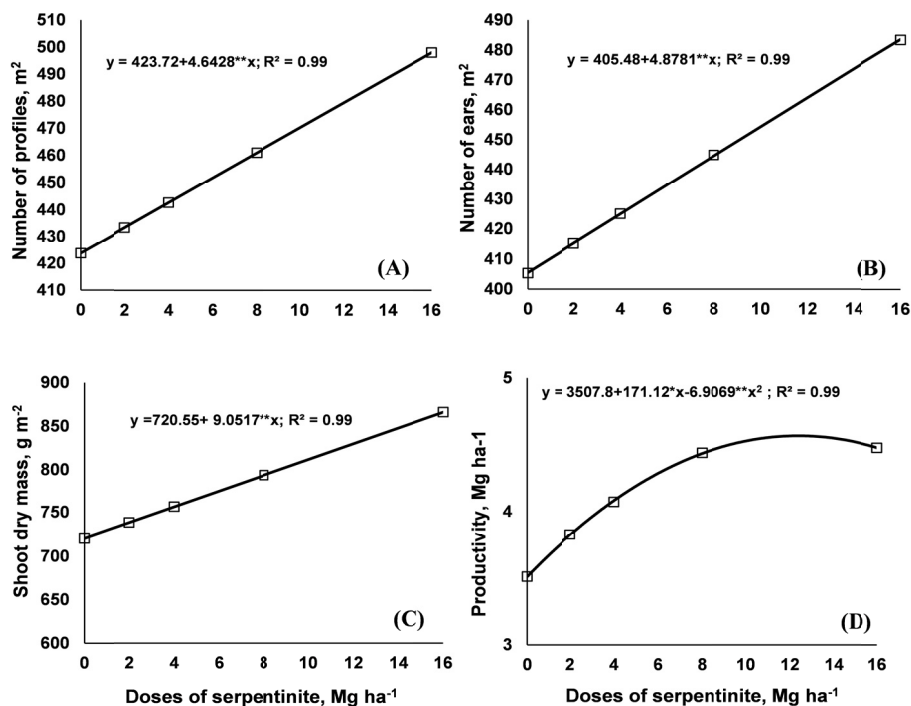 510
500
490
480
470
460
450
440
430
420
410
Number of profiles, m²
y = 423.72+4.6428**x; R² = 0.99
(A)
0 2 4 6 8 10 12 14 16
490
480
470
460
450
440
430
420
410
400
Number of ears, m²
y = 405.48+4.8781**x; R² = 0.99
(B)
0 2 4 6 8 10 12 14 16
900
850
800
750
700
650
600
Shoot dry mass, g m⁻²
y =720.55+ 9.0517**x; R² = 0.99
(C)
0 2 4 6 8 10 12 14 16
Doses of serpentinite, Mg ha⁻¹
5
4
3
Productivity, Mg ha-1
y = 3507.8+171.12*x-6.9069**x² ; R² = 0.99
(D)
0 2 4 6 8 10 12 14 16
Doses of serpentinite, Mg ha⁻¹